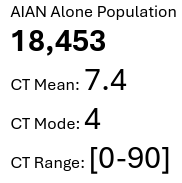 AIAN Alone Population
18,453
CT Mean: 7.4
CT Mode: 4
CT Range: [0-90]